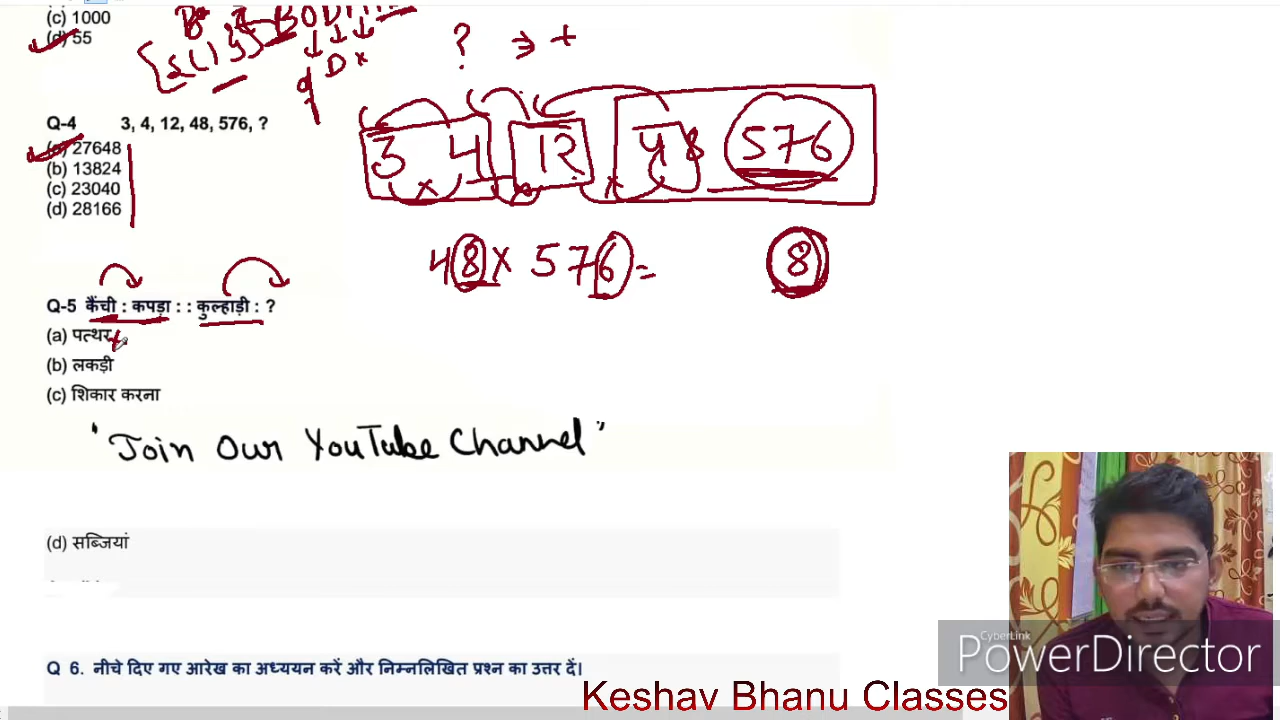 (c) 1000
(d) 55
? ⇒ +
Q-4 3, 4, 12, 48, 576, ?
(a) 27648
(b) 13824
(c) 23040
(d) 28166
3 4 12 48 576
48 × 576 = 8
Q-5 कैंची : कपड़ा : : कुल्हाड़ी : ?
(a) पत्थर
(b) लकड़ी
(c) शिकार करना
"Join Our YouTube Channel"
(d) सब्जियां
CyberLink
PowerDirector
Q 6. नीचे दिए गए आरेख का अध्ययन करें और निम्नलिखित प्रश्न का उत्तर दें।
Keshav Bhanu Classes